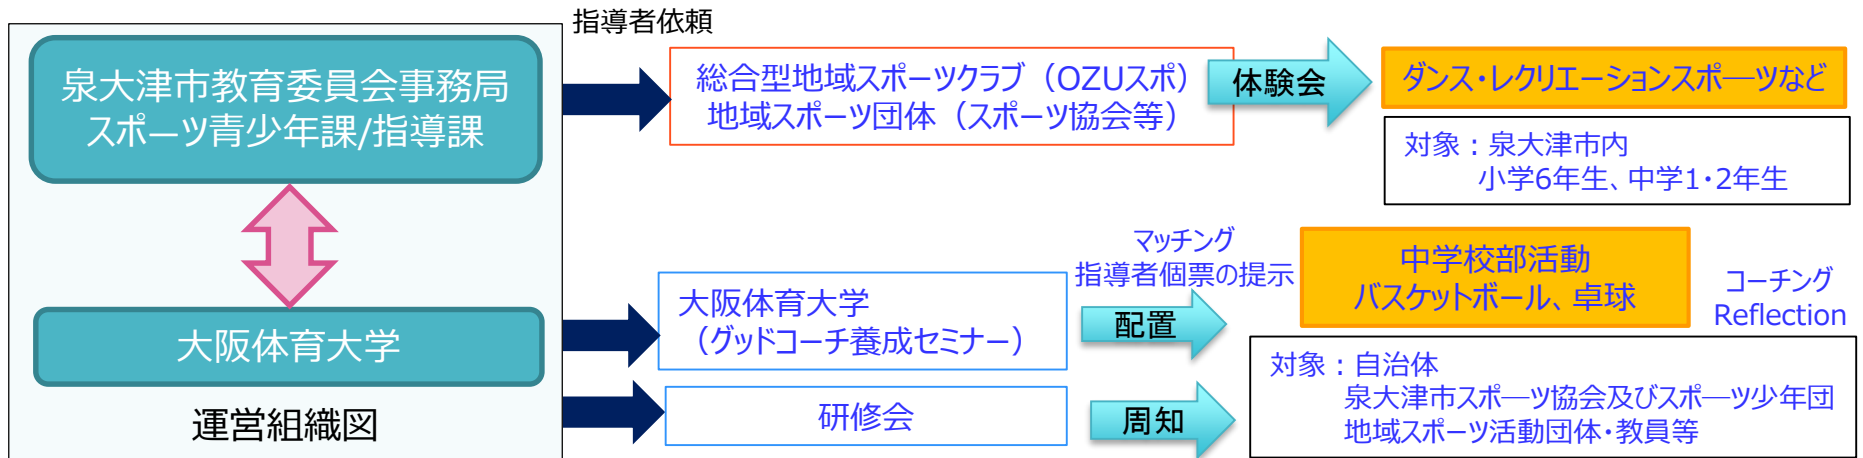 指導者依頼
泉大津市教育委員会事務局
スポーツ青少年課/指導課
大阪体育大学
運営組織図
総合型地域スポーツクラブ（OZUスポ）
地域スポーツ団体（スポーツ協会等）
体験会
ダンス・レクリエーションスポーツなど
対象：泉大津市内
小学6年生、中学1・2年生
大阪体育大学
（グッドコーチ養成セミナー）
マッチング
指導者個票の提示
配置
中学校部活動
バスケットボール、卓球
コーチング
Reflection
研修会
周知
対象：自治体
泉大津市スポーツ協会及びスポーツ少年団
地域スポーツ活動団体・教員等